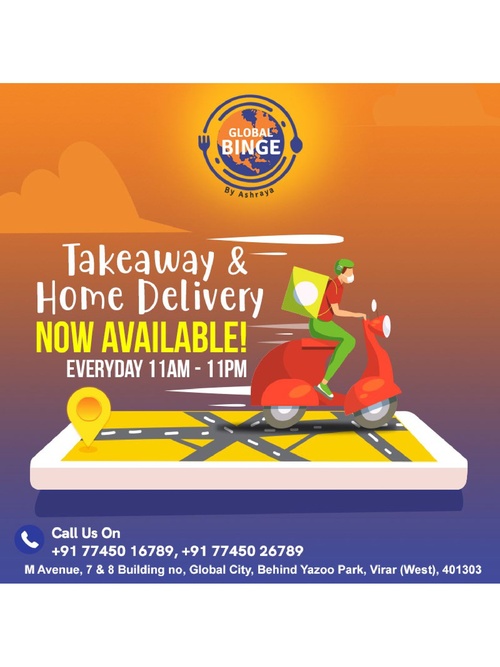 GLOBAL
BINGE
By Ashraya
Takeaway &
Home Delivery
NOW AVAILABLE!
EVERYDAY 11AM - 11PM
Call Us On
+91 77450 16789, +91 77450 26789
M Avenue, 7 & 8 Building no, Global City, Behind Yazoo Park, Virar (West), 401303